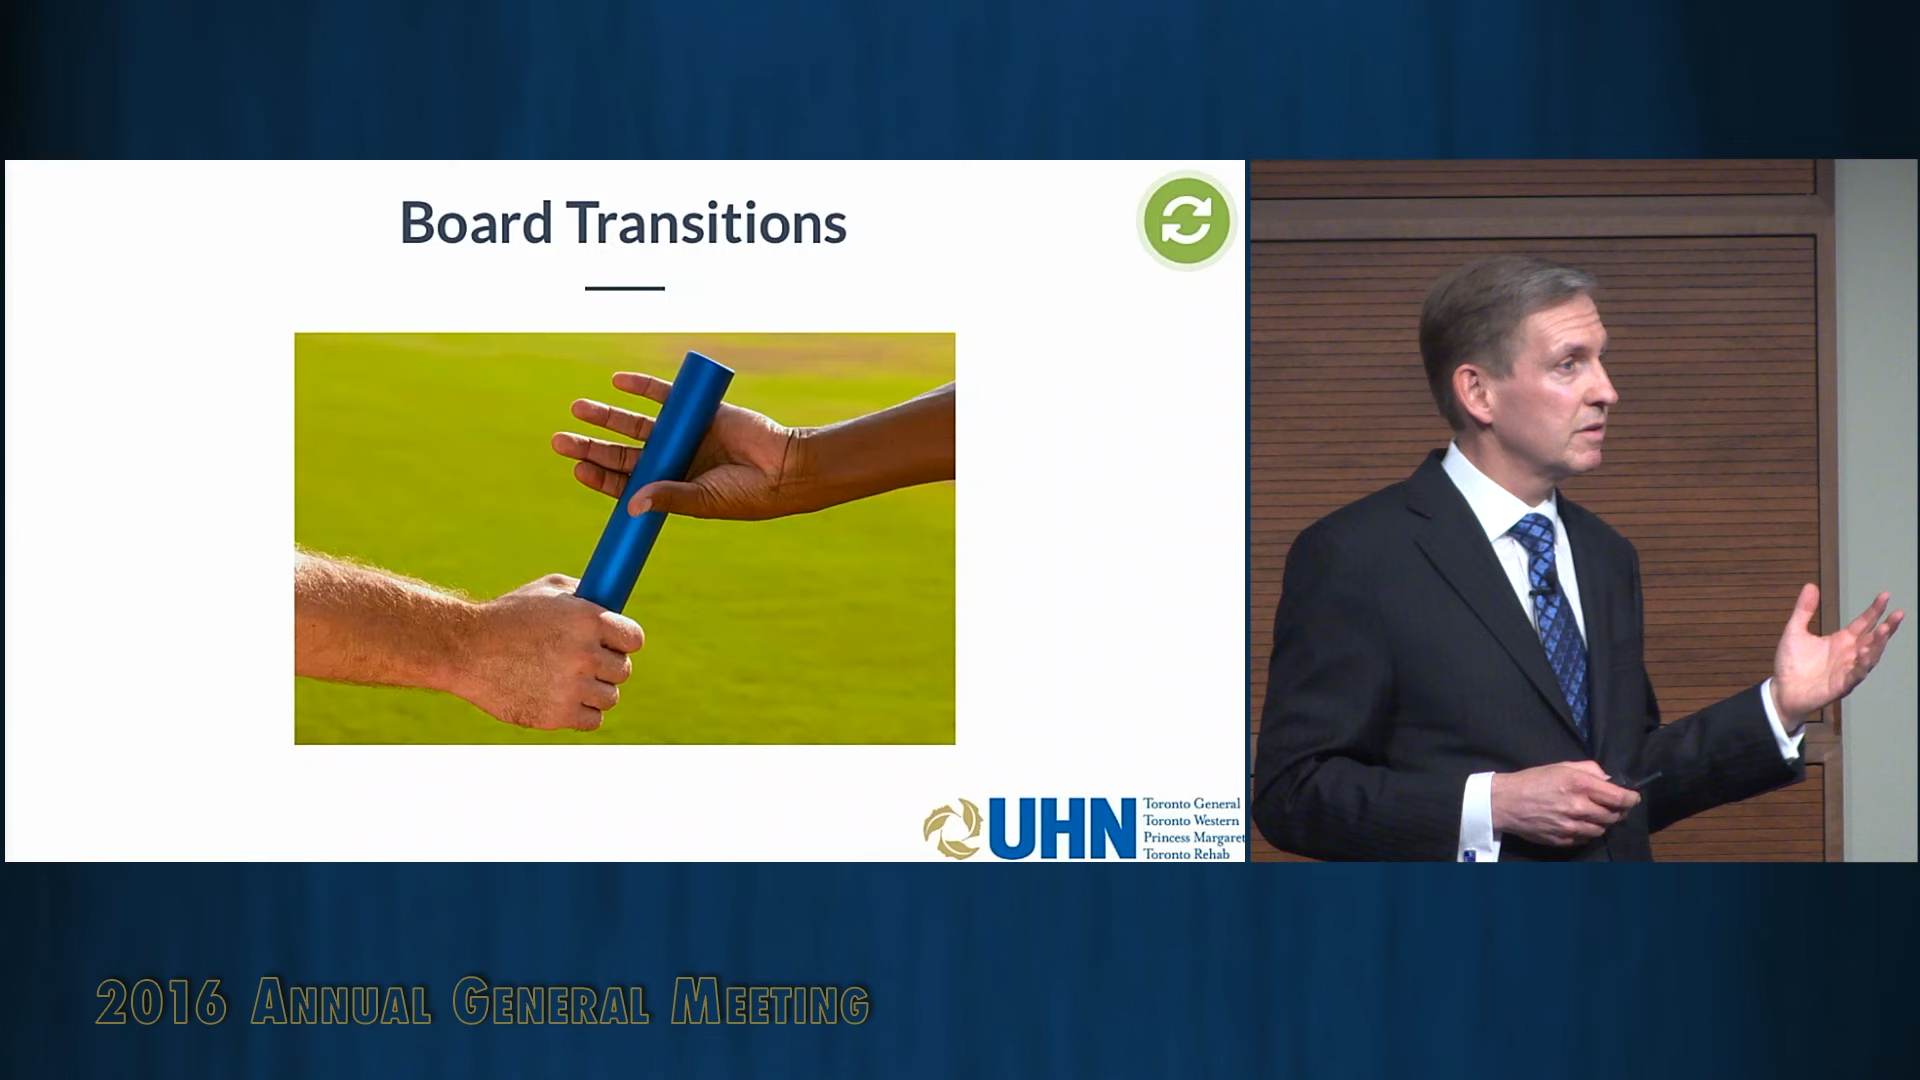 Board Transitions
UHN
Toronto General
Toronto Western
Princess Margaret
Toronto Rehab
2016 Annual General Meeting